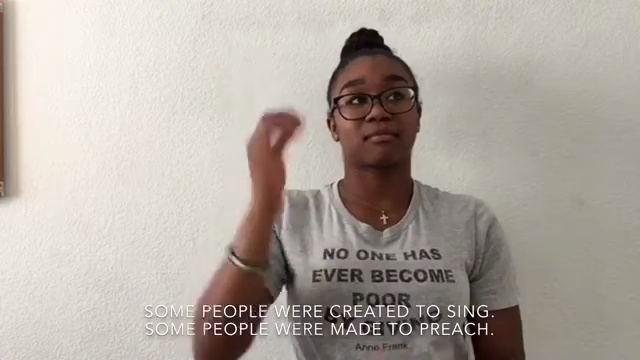 NO ONE HAS
EVER BECOME
POOR
SOME PEOPLE WERE CREATED TO SING.
SOME PEOPLE WERE MADE TO PREACH.
Anne Frank